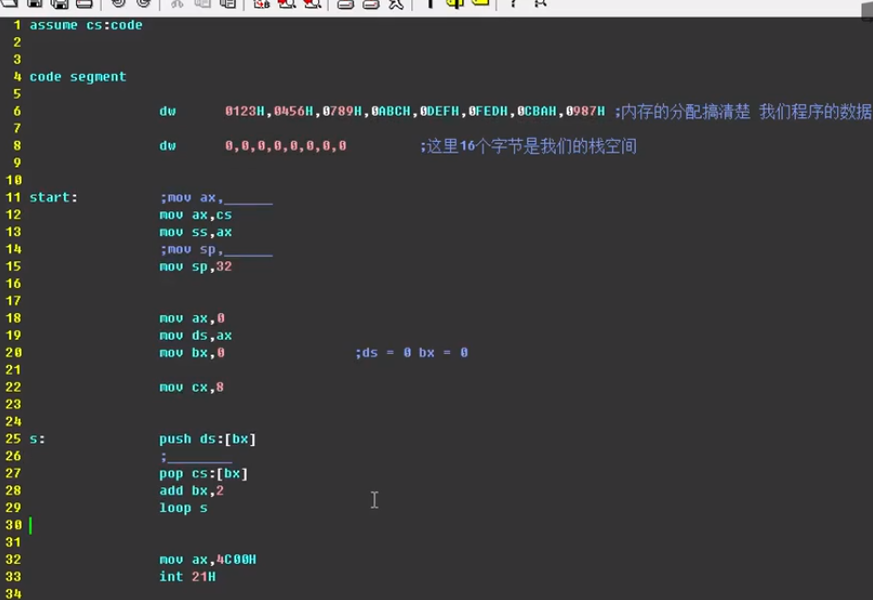 1 assume cs:code
2
3
4 code segment
5
6 dw 0123H,0456H,0789H,0ABCH,0DEFH,0FEDH,0CBAH,0987H ;内存的分配搞清楚 我们程序的数据
7
8 dw 0,0,0,0,0,0,0,0 ;这里16个字节是我们的栈空间
9
10
11 start: ;mov ax,______
12 mov ax,cs
13 mov ss,ax
14 ;mov sp,______
15 mov sp,32
16
17
18 mov ax,0
19 mov ds,ax
20 mov bx,0 ;ds = 0 bx = 0
21
22 mov cx,8
23
24
25 s: push ds:[bx]
26 ;________
27 pop cs:[bx]
28 add bx,2
29 loop s
30
31
32 mov ax,4C00H
33 int 21H
34